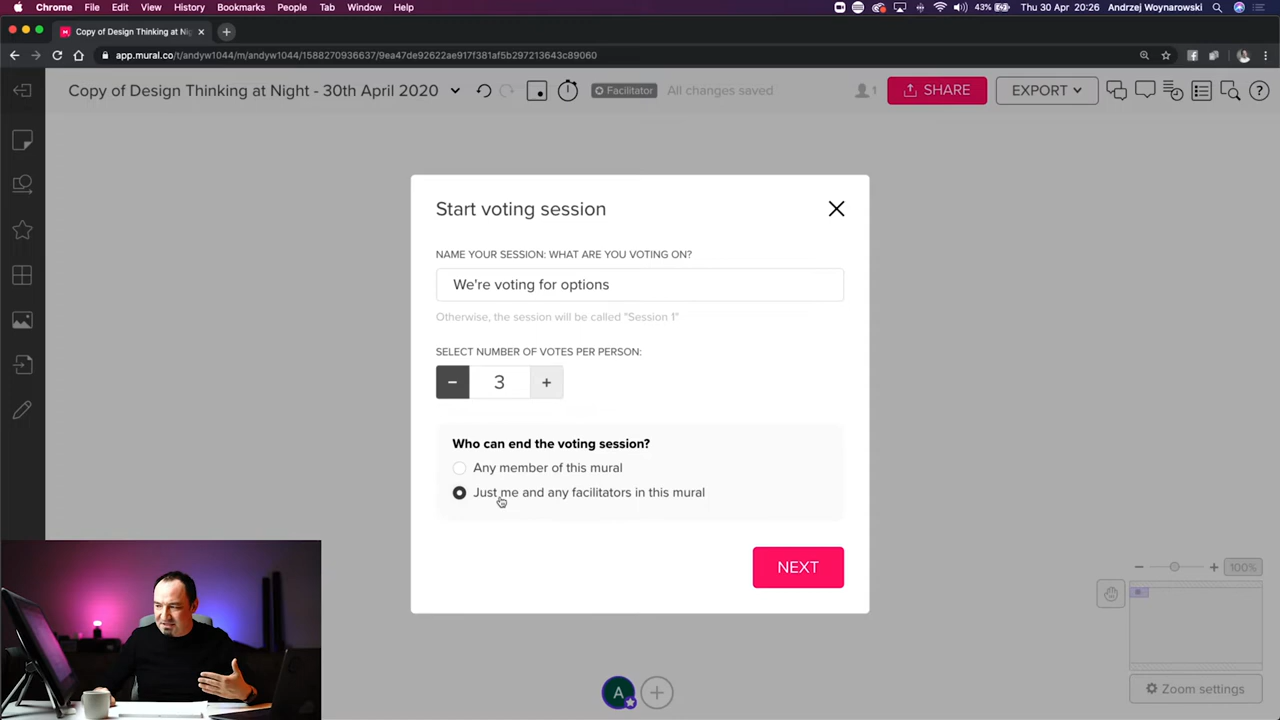 Chrome File Edit View History Bookmarks People Tab Window Help
43% Thu 30 Apr 20:26 Andrzej Woynarowski
Copy of Design Thinking at Nig
app.mural.co/t/andyw1044/m/andyw1044/1588270936637/9ea47de92622ae917f381af5b297213643c89060
Copy of Design Thinking at Night - 30th April 2020
Facilitator
All changes saved
1
SHARE
EXPORT
?
Start voting session
NAME YOUR SESSION: WHAT ARE YOU VOTING ON?
We're voting for options
Otherwise, the session will be called "Session 1"
SELECT NUMBER OF VOTES PER PERSON:
− 3 +
Who can end the voting session?
Any member of this mural
Just me and any facilitators in this mural
NEXT
− + 100%
A +
Zoom settings